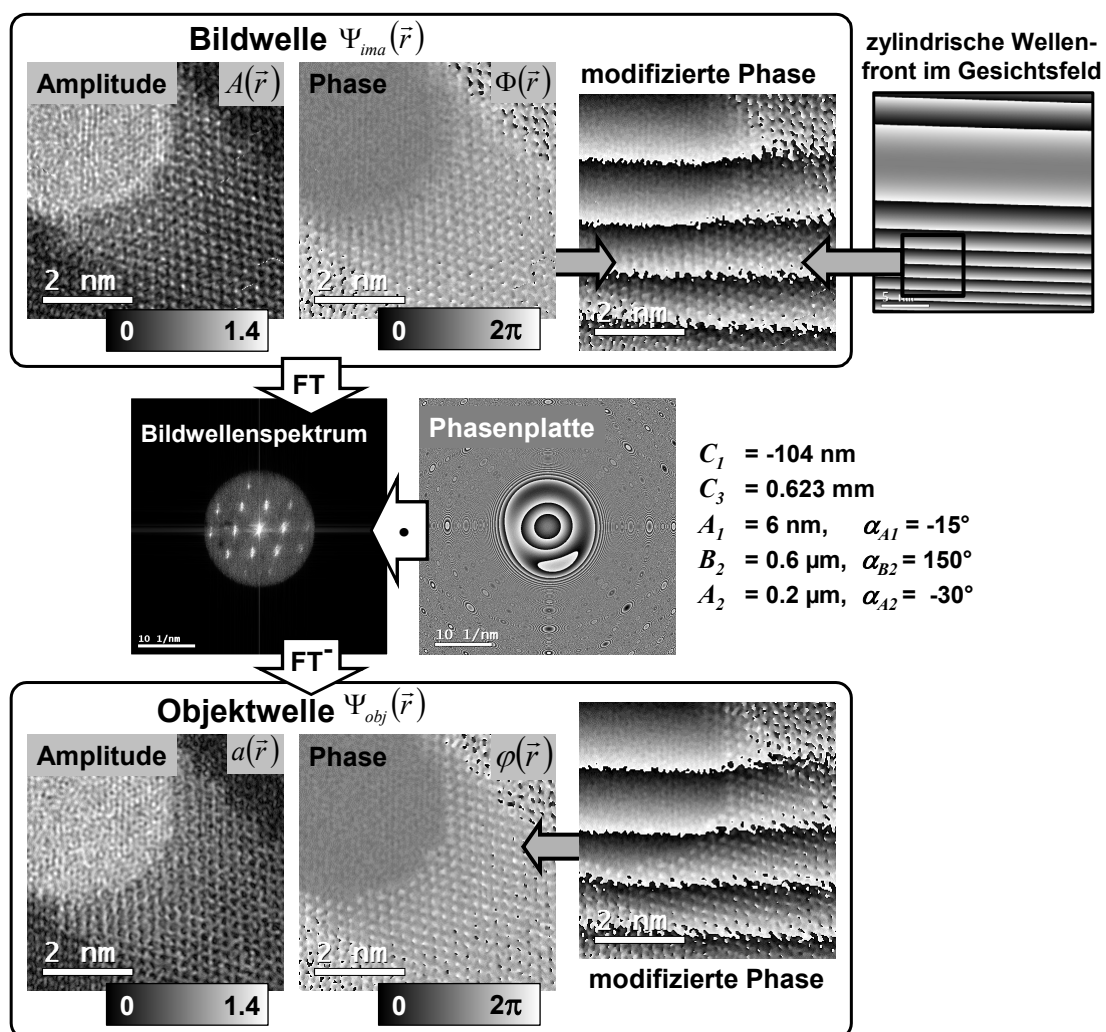 Bildwelle Ψima(r⃗)
Amplitude A(r⃗)
Phase Φ(r⃗)
modifizierte Phase
zylindrische Wellen-
front im Gesichtsfeld
2 nm
2 nm
2 nm
0 1.4
0 2π
FT
Bildwellenspektrum
10 1/nm
•
Phasenplatte
10 1/nm
C1 = -104 nm
C3 = 0.623 mm
A1 = 6 nm, αA1 = -15°
B2 = 0.6 µm, αB2 = 150°
A2 = 0.2 µm, αA2 = -30°
FT-
Objektwelle Ψobj(r⃗)
Amplitude a(r⃗)
Phase φ(r⃗)
2 nm
2 nm
2 nm
modifizierte Phase
0 1.4
0 2π